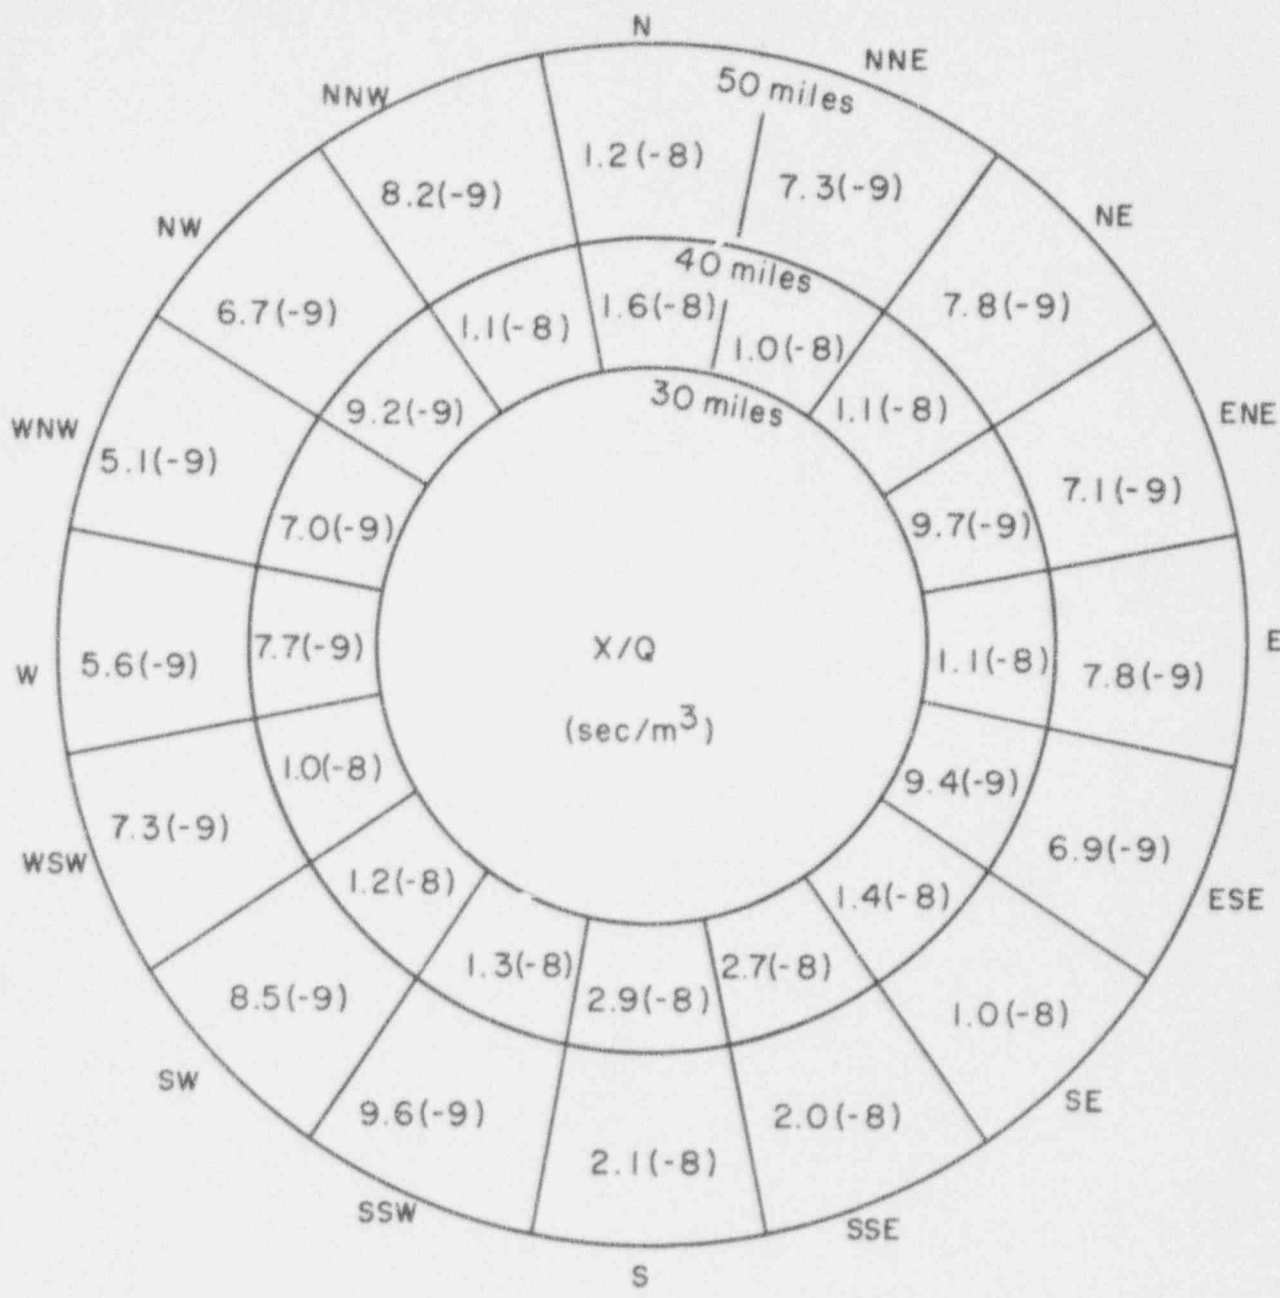 N
NNE
50 miles
NNW
1.2(-8)
7.3(-9)
8.2(-9)
NE
NW
40 miles
1.6(-8)
7.8(-9)
6.7(-9)
1.1(-8)
1.0(-8)
30 miles
9.2(-9)
1.1(-8)
ENE
WNW
5.1(-9)
7.1(-9)
7.0(-9)
9.7(-9)
E
X/Q
W
5.6(-9)
7.7(-9)
1.1(-8)
7.8(-9)
(sec/m³)
1.0(-8)
9.4(-9)
7.3(-9)
6.9(-9)
WSW
1.2(-8)
1.4(-8)
ESE
1.3(-8)
2.7(-8)
8.5(-9)
2.9(-8)
1.0(-8)
SW
SE
9.6(-9)
2.0(-8)
2.1(-8)
SSW
SSE
S